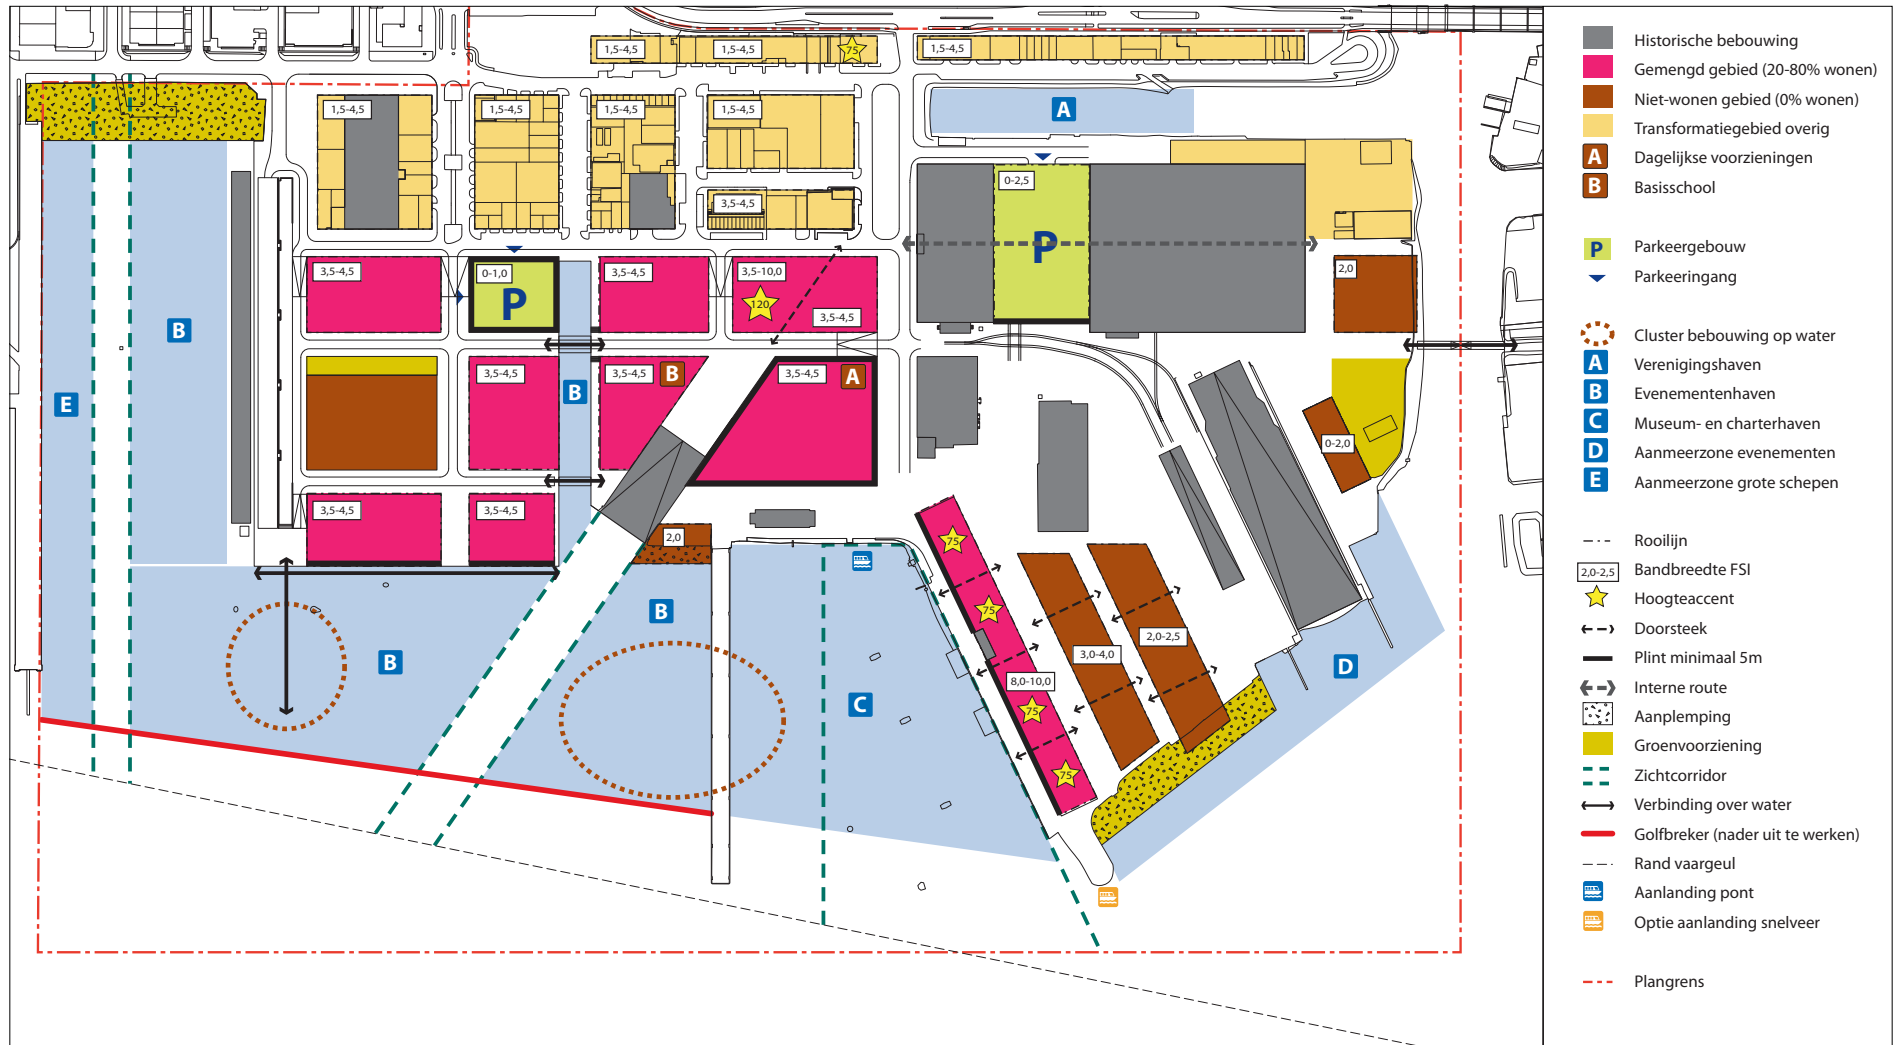 1,5-4,5
1,5-4,5
75
1,5-4,5
1,5-4,5
1,5-4,5
1,5-4,5
1,5-4,5
A
0-2,5
3,5-4,5
P
3,5-4,5
0-1,0
P
3,5-4,5
3,5-10,0
120
3,5-4,5
2,0
B
E
B
3,5-4,5
3,5-4,5
B
3,5-4,5
A
0-2,0
3,5-4,5
3,5-4,5
2,0
75
75
B
B
C
8,0-10,0
75
75
3,0-4,0
2,0-2,5
D
Historische bebouwing
Gemengd gebied (20-80% wonen)
Niet-wonen gebied (0% wonen)
Transformatiegebied overig
A Dagelijkse voorzieningen
B Basisschool
P Parkeergebouw
Parkeeringang
Cluster bebouwing op water
A Verenigingshaven
B Evenementenhaven
C Museum- en charterhaven
D Aanmeerzone evenementen
E Aanmeerzone grote schepen
Rooilijn
2,0-2,5 Bandbreedte FSI
Hoogteaccent
Doorsteek
Plint minimaal 5m
Interne route
Aanplemping
Groenvoorziening
Zichtcorridor
Verbinding over water
Golfbreker (nader uit te werken)
Rand vaargeul
Aanlanding pont
Optie aanlanding snelveer
Plangrens